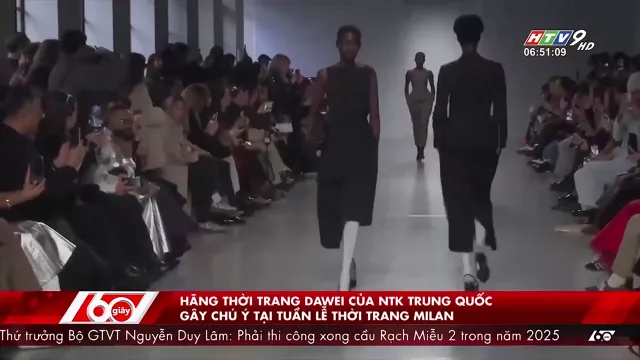 HTV9 HD
06:51:09
60 giây
HÃNG THỜI TRANG DAWEI CỦA NTK TRUNG QUỐC
GÂY CHÚ Ý TẠI TUẦN LỄ THỜI TRANG MILAN
Thứ trưởng Bộ GTVT Nguyễn Duy Lâm: Phải thi công xong cầu Rạch Miễu 2 trong năm 2025
60